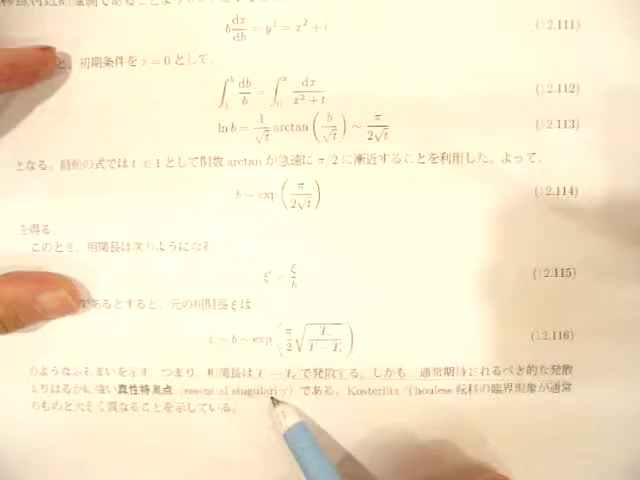 b dx/db = y² = x² + t (12.111)
と、初期条件を x = 0 として、
∫ db/b = ∫ dx/(x² + t) (12.112)
ln b = 1/√t arctan(b/√t) ~ π/(2√t) (12.113)
となる。最後の式では t ≪ 1 として関数 arctan が急速に π/2 に漸近することを利用した。よって、
b ~ exp(π/(2√t)) (12.114)
を得る。
このとき、相関長は次のようになる
ξ' = ξ/b (12.115)
であるとすると、元の相関長 ξ は
ξ ~ b ~ exp(π/2 √(T_c/(T − T_c))) (12.116)
のようなふるまいを示す つまり、相関長は T = T_c で発散する。しかも、通常期待されるべき的な発散
よりはるかに強い真性特異点 (essential singularity) である。Kosterlitz Thouless 転移の臨界現象が通常
のものと大きく異なることを示している。